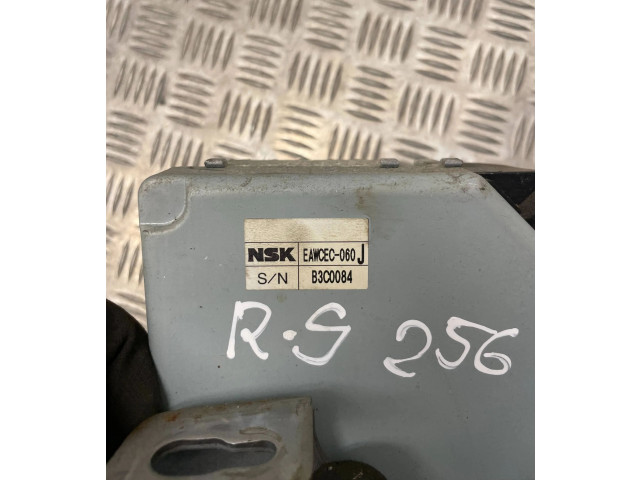 NSK EAWCEC-060 J
S/N B3C0084
R.S 256